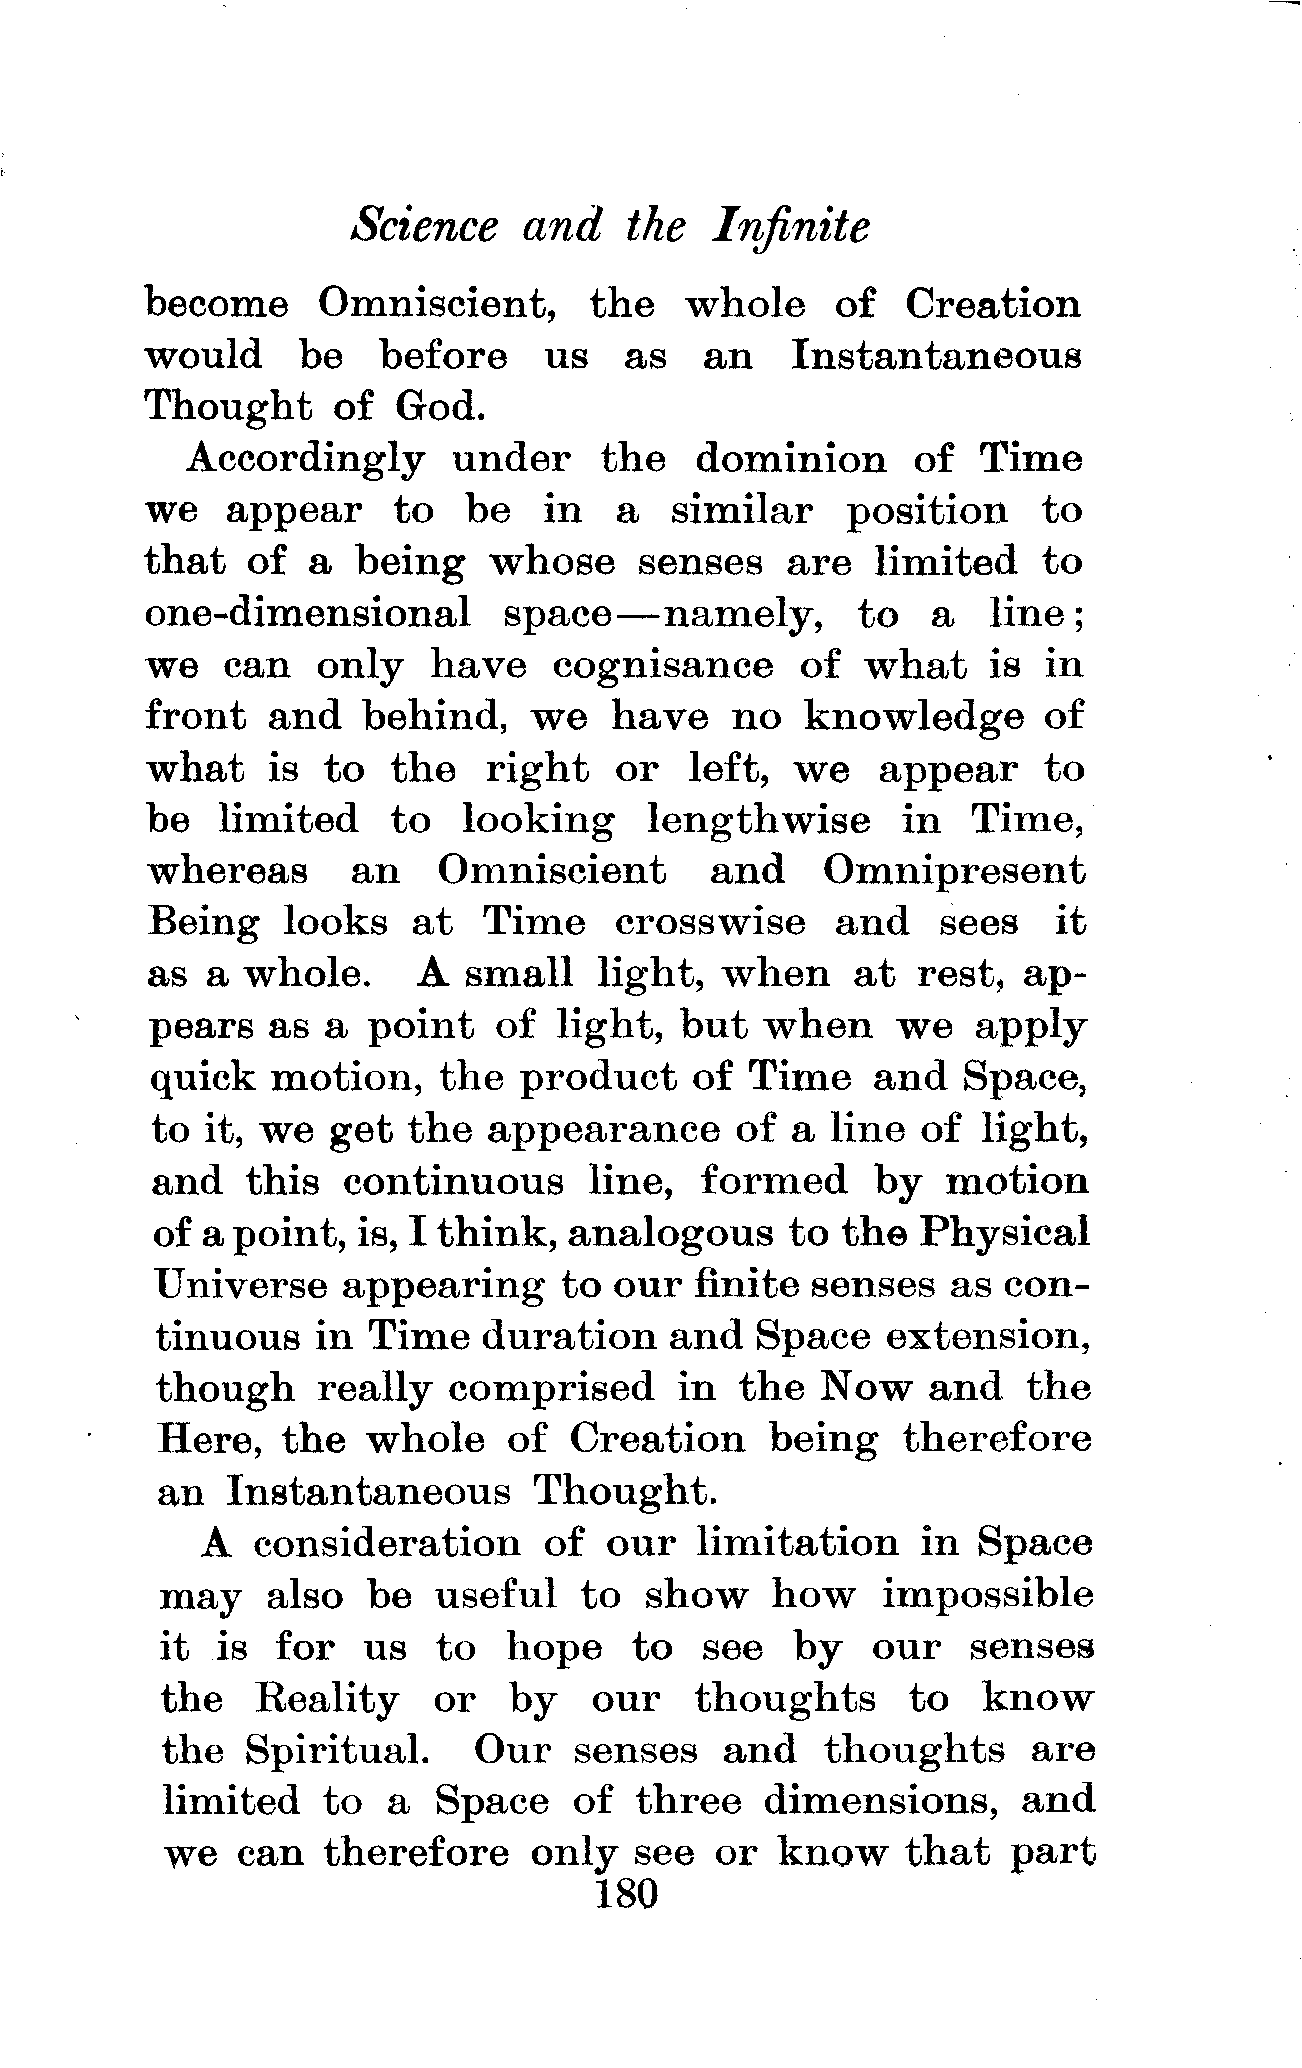 Science and the Infinite
become Omniscient, the whole of Creation
would be before us as an Instantaneous
Thought of God.
Accordingly under the dominion of Time
we appear to be in a similar position to
that of a being whose senses are limited to
one-dimensional space—namely, to a line;
we can only have cognisance of what is in
front and behind, we have no knowledge of
what is to the right or left, we appear to
be limited to looking lengthwise in Time,
whereas an Omniscient and Omnipresent
Being looks at Time crosswise and sees it
as a whole. A small light, when at rest, ap-
pears as a point of light, but when we apply
quick motion, the product of Time and Space,
to it, we get the appearance of a line of light,
and this continuous line, formed by motion
of a point, is, I think, analogous to the Physical
Universe appearing to our finite senses as con-
tinuous in Time duration and Space extension,
though really comprised in the Now and the
Here, the whole of Creation being therefore
an Instantaneous Thought.
A consideration of our limitation in Space
may also be useful to show how impossible
it is for us to hope to see by our senses
the Reality or by our thoughts to know
the Spiritual. Our senses and thoughts are
limited to a Space of three dimensions, and
we can therefore only see or know that part
180